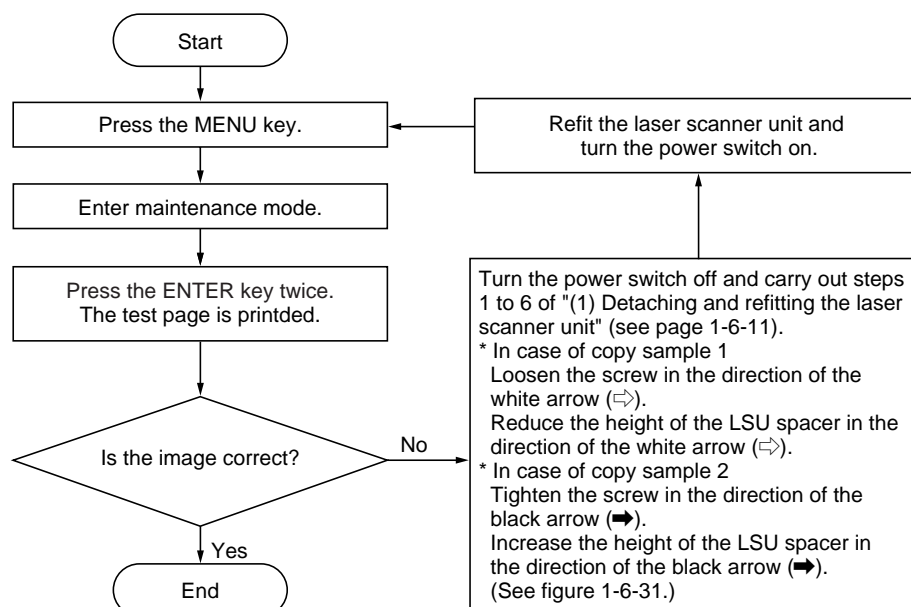 Start
Press the MENU key.
Enter maintenance mode.
Press the ENTER key twice.
The test page is printded.
Is the image correct?
No
Yes
End
Refit the laser scanner unit and
turn the power switch on.
Turn the power switch off and carry out steps
1 to 6 of "(1) Detaching and refitting the laser
scanner unit" (see page 1-6-11).
* In case of copy sample 1
Loosen the screw in the direction of the
white arrow (⇨).
Reduce the height of the LSU spacer in the
direction of the white arrow (⇨).
* In case of copy sample 2
Tighten the screw in the direction of the
black arrow (➡).
Increase the height of the LSU spacer in
the direction of the black arrow (➡).
(See figure 1-6-31.)